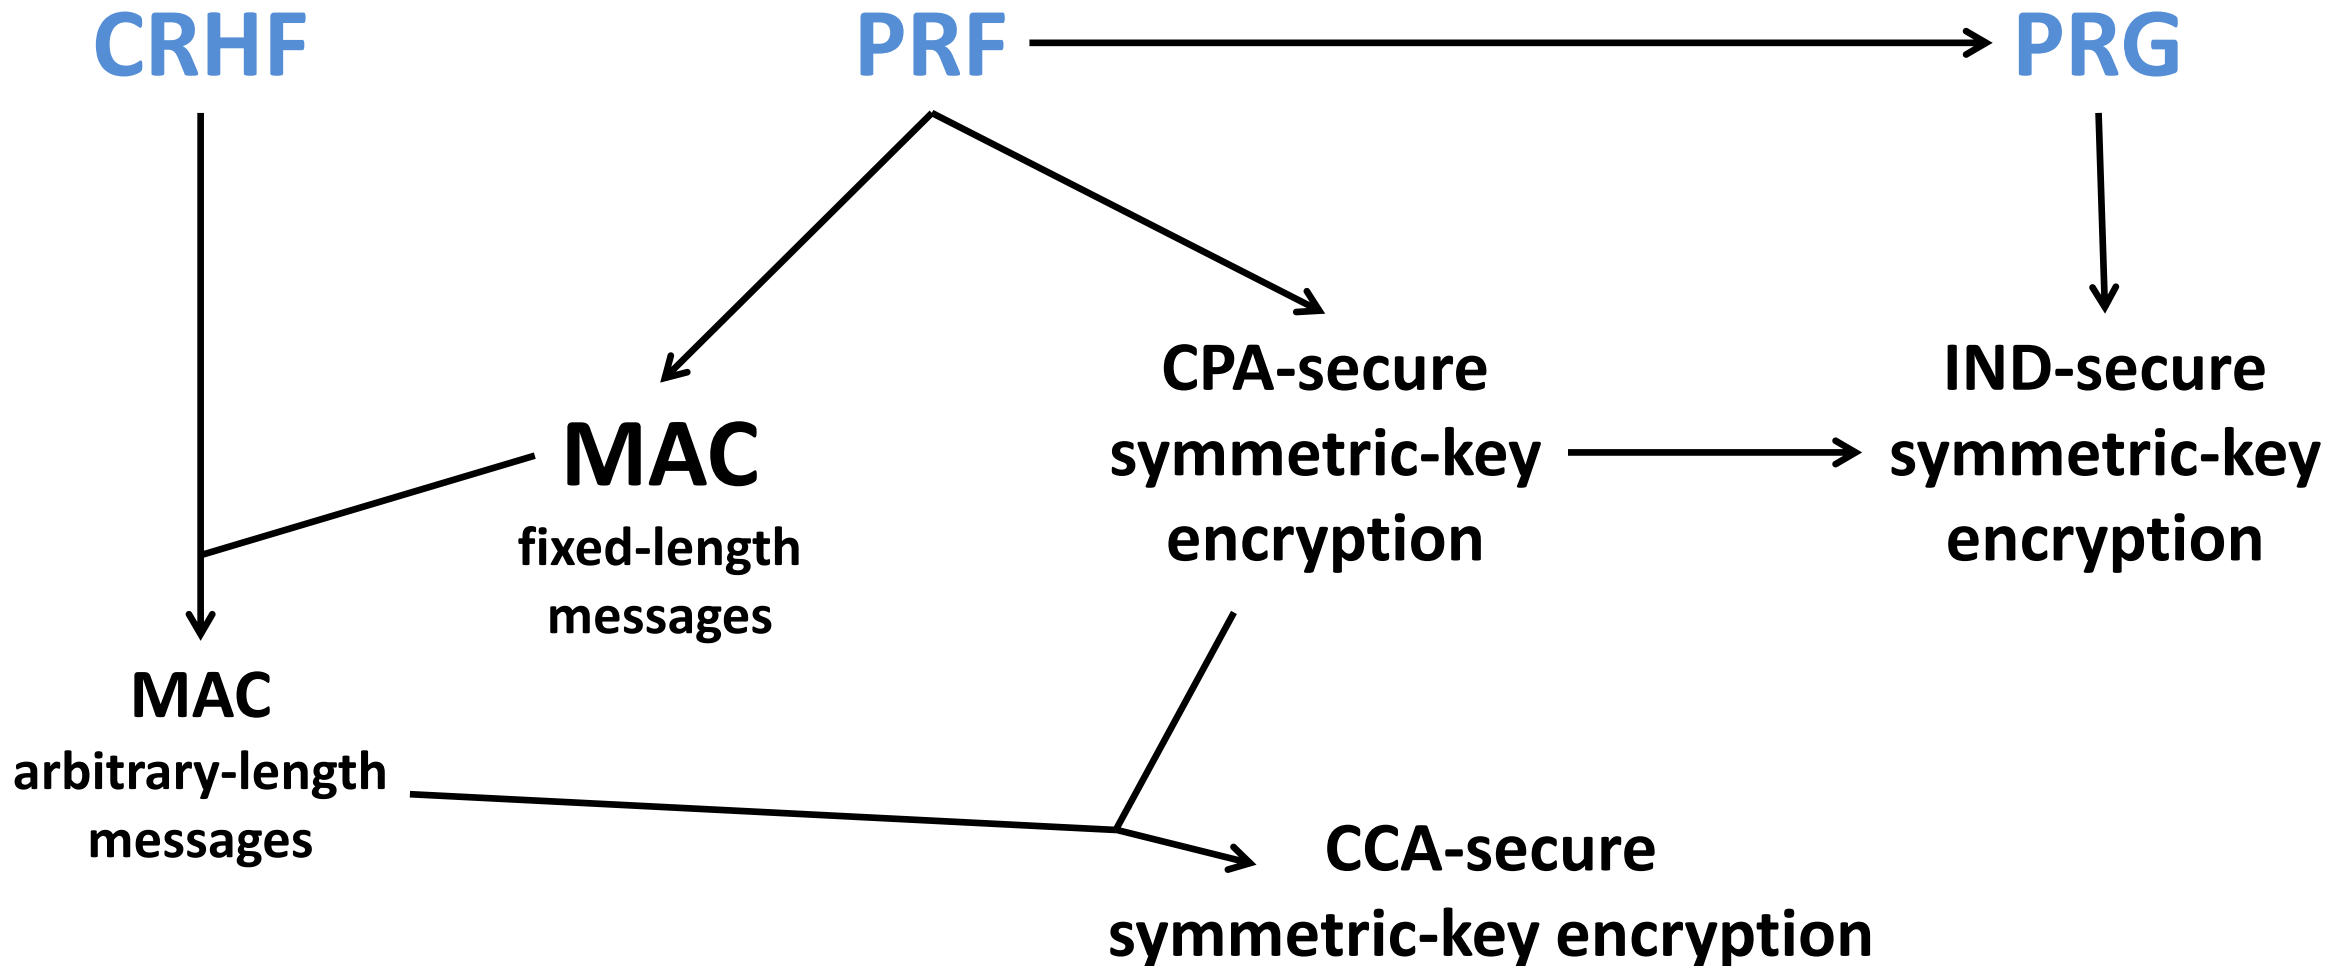 CRHF
PRF
PRG
MAC
fixed-length
messages
CPA-secure
symmetric-key
encryption
IND-secure
symmetric-key
encryption
MAC
arbitrary-length
messages
CCA-secure
symmetric-key encryption